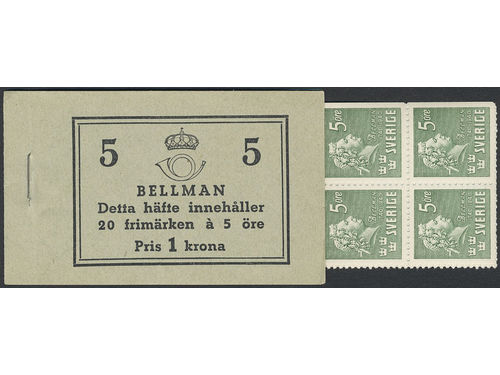 5 5
BELLMAN
Detta häfte innehåller
20 frimärken à 5 öre
Pris 1 krona
5 ÖRE
SVERIGE
5 ÖRE
SVERIGE
5 ÖRE
SVERIGE
5 ÖRE
SVERIGE